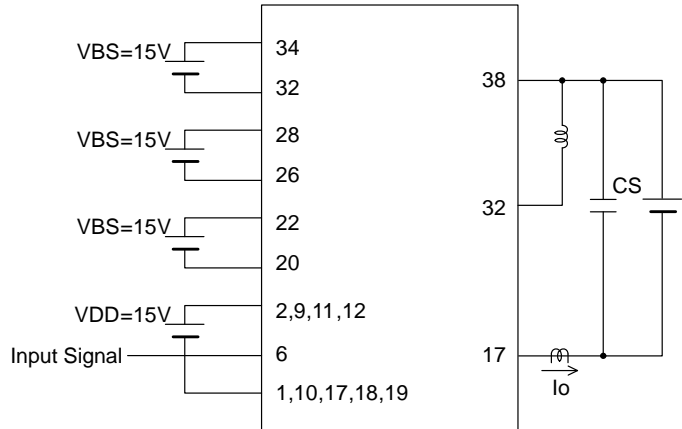 VBS=15V
34
32
VBS=15V
28
26
VBS=15V
22
20
VDD=15V
2,9,11,12
Input Signal
6
1,10,17,18,19
38
32
CS
17
Io